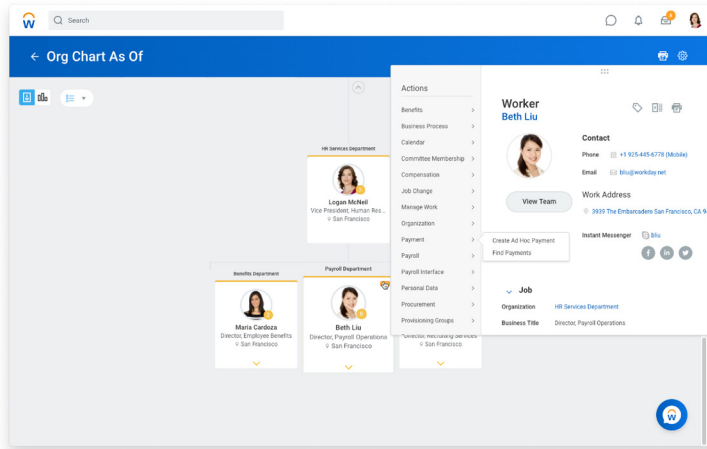 Search
← Org Chart As Of
HR Services Department
Logan McNeil
Vice President, Human Res...
San Francisco
Benefits Department
Maria Cardoza
Director, Employee Benefits
San Francisco
Payroll Department
Beth Liu
Director, Payroll Operations
San Francisco
Director, Recruiting Services
San Francisco
Actions
Benefits
Business Process
Calendar
Committee Membership
Compensation
Job Change
Manage Work
Organization
Payment
Payroll
Payroll Interface
Personal Data
Procurement
Provisioning Groups
Create Ad Hoc Payment
Find Payments
Worker
Beth Liu
View Team
Contact
Phone +1 925-445-6778 (Mobile)
Email bliu@workday.net
Work Address
3939 The Embarcadero San Francisco, CA 94
Instant Messenger bliu
Job
Organization HR Services Department
Business Title Director, Payroll Operations